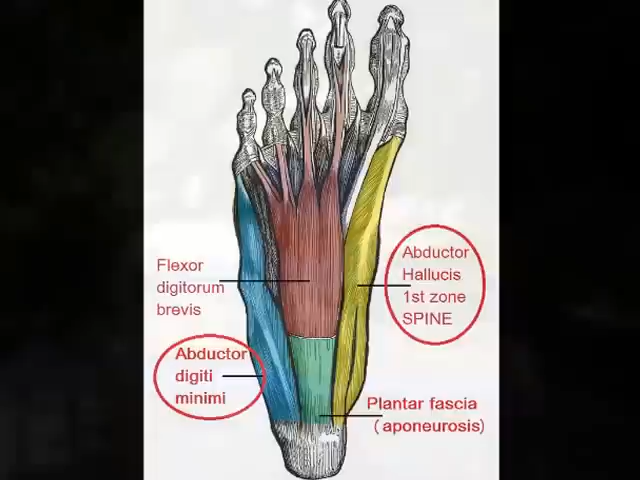 Flexor
digitorum
brevis
Abductor
Hallucis
1st zone
SPINE
Abductor
digiti
minimi
Plantar fascia
(aponeurosis)